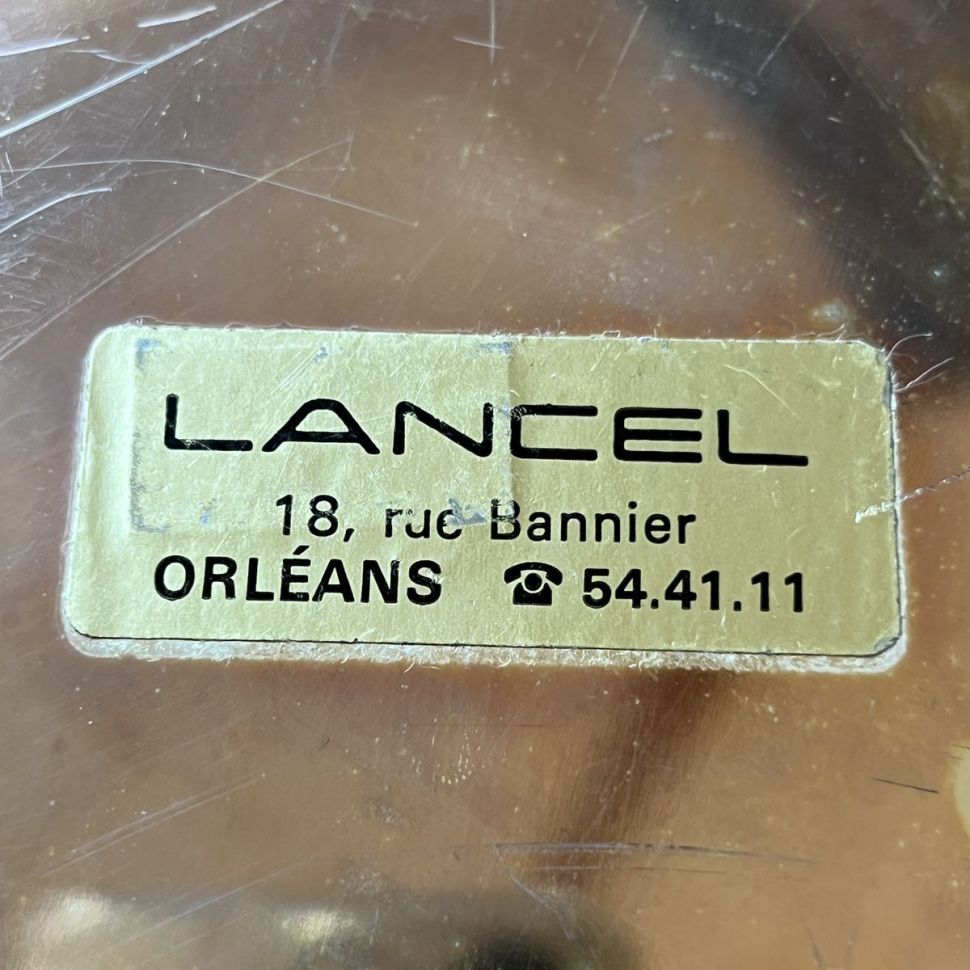 LANCEL
18, rue Bannier
ORLÉANS ☎ 54.41.11